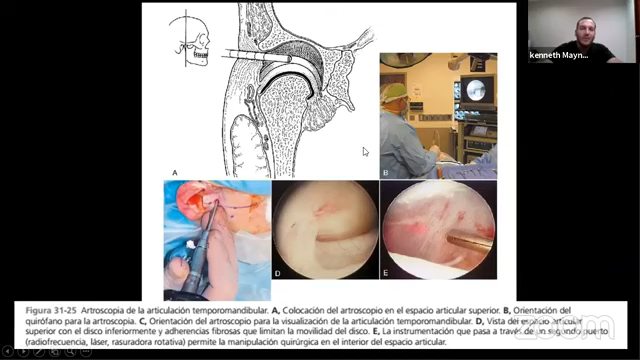 kenneth Mayn...
A
B
D
E
Figura 31-25 Artroscopia de la articulación temporomandibular. A, Colocación del artroscopio en el espacio articular superior. B, Orientación del
quirófano para la artroscopia. C, Orientación del artroscopio para la visualización de la articulación temporomandibular. D, Vista del espacio articular
superior con el disco inferiormente y adherencias fibrosas que limitan la movilidad del disco. E, La instrumentación que pasa a través de un segundo puerto
(radiofrecuencia, láser, rasuradora rotativa) permite la manipulación quirúrgica en el interior del espacio articular.